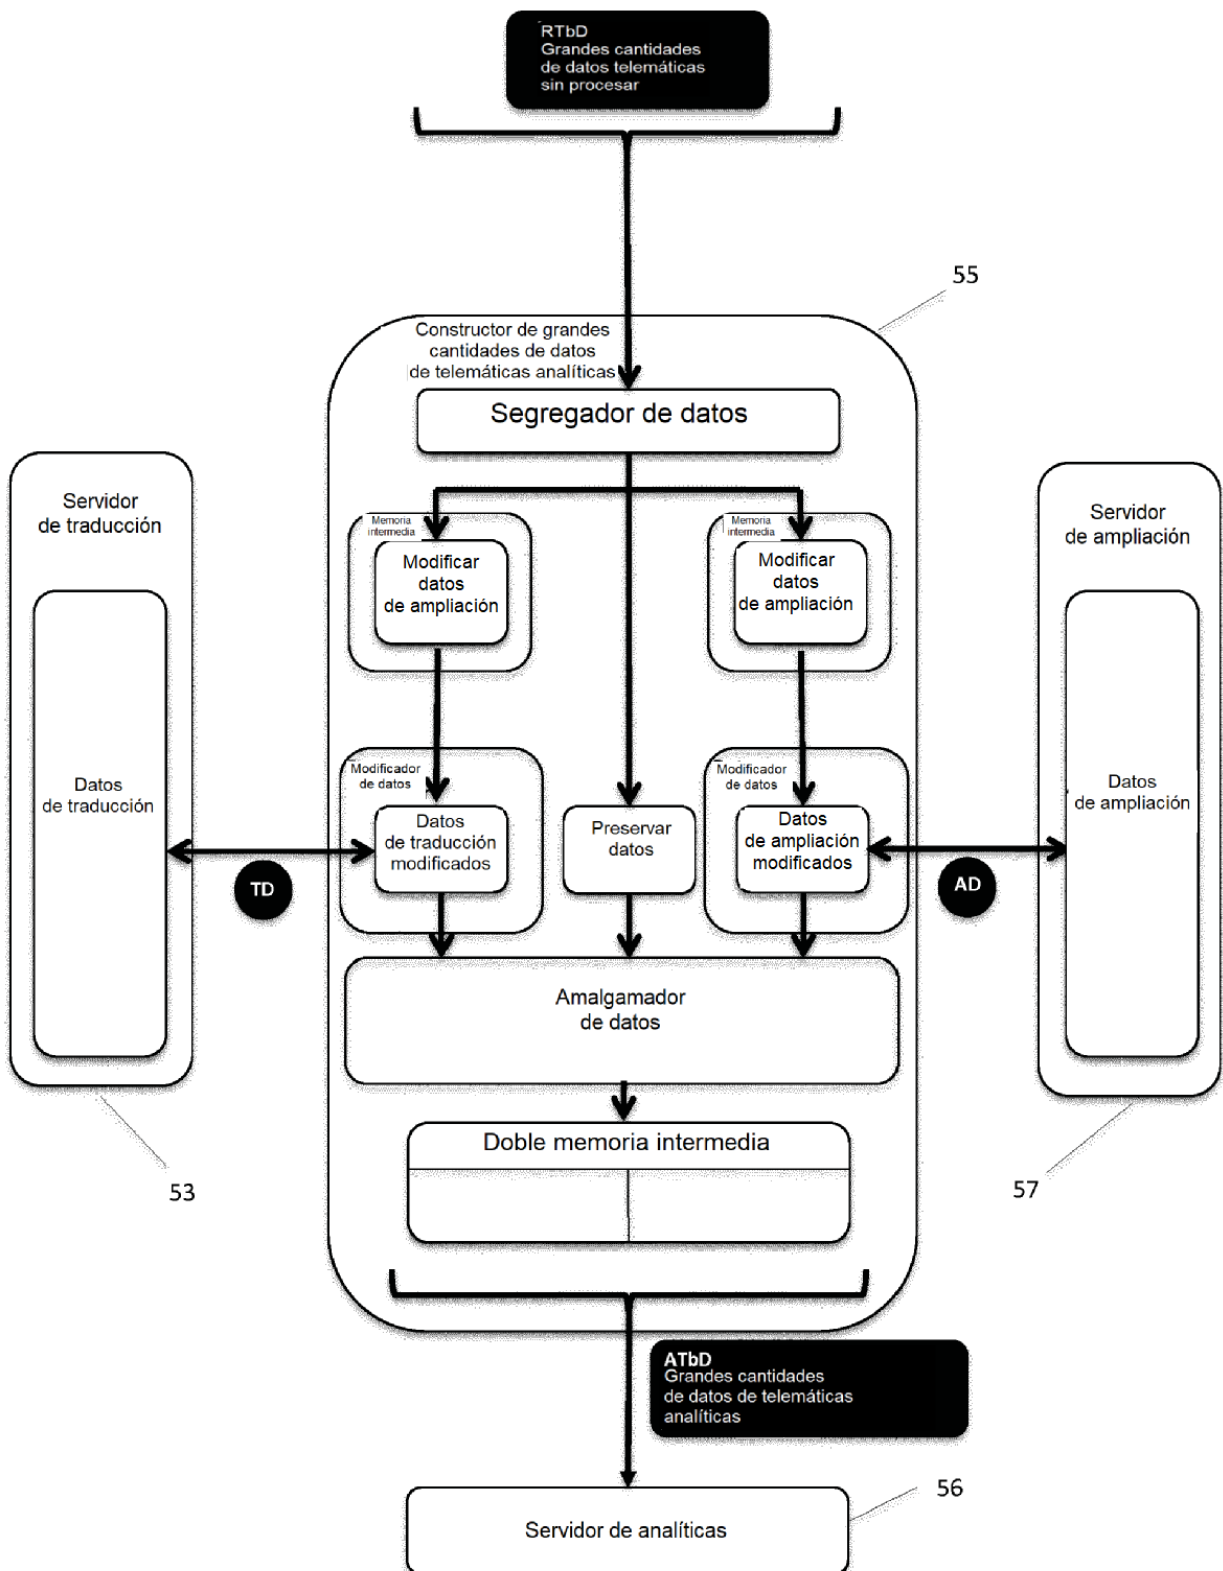 RTbD
Grandes cantidades
de datos telemáticas
sin procesar
55
Constructor de grandes
cantidades de datos
de telemáticas analíticas
Segregador de datos
Servidor
de traducción
Memoria
intermedia
Modificar
datos
de ampliación
Memoria
intermedia
Modificar
datos
de ampliación
Servidor
de ampliación
Datos
de traducción
Modificador
de datos
Datos
de traducción
modificados
Preservar
datos
Modificador
de datos
Datos
de ampliación
modificados
Datos
de ampliación
TD
AD
Amalgamador
de datos
Doble memoria intermedia
53
57
ATbD
Grandes cantidades
de datos de telemáticas
analíticas
56
Servidor de analíticas